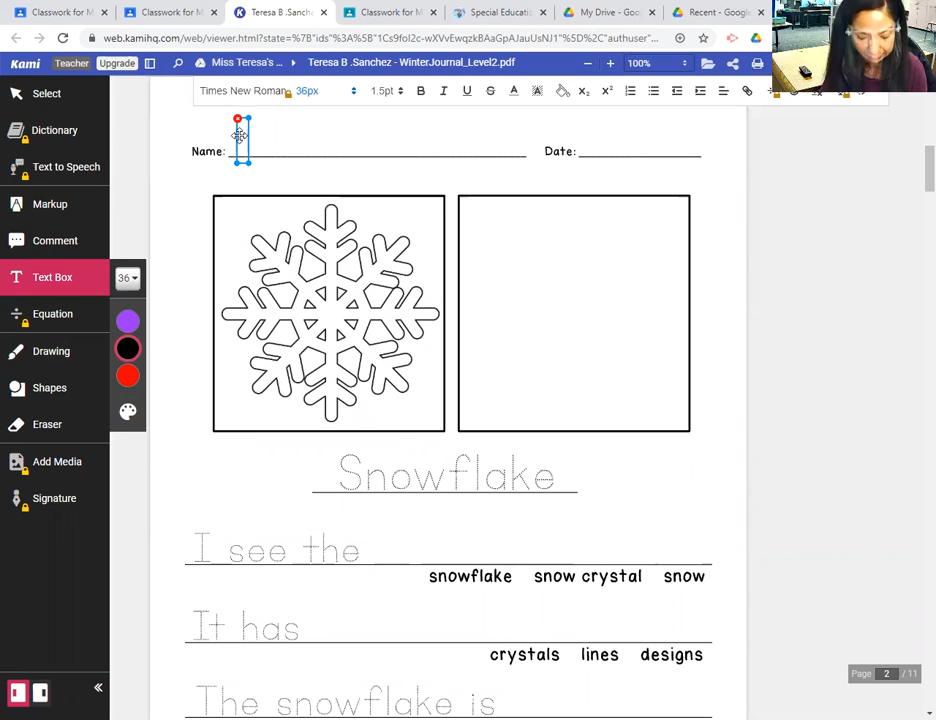 Classwork for M
Classwork for M
Teresa B .Sanchez
Classwork for M
Special Educatio
My Drive - Goo
Recent - Google
web.kamihq.com/web/viewer.html?state=%7B"ids"%3A%5B"1Cs9foI2c-wXVvEwqzkBAaGpAJauUsNJ1"%5D%2C"authuser"
Kami Teacher Upgrade Miss Teresa's ... Teresa B .Sanchez - WinterJournal_Level2.pdf 100%
Times New Roman 36px 1.5pt B I U S A A x₂ x²
Select
Dictionary
Text to Speech
Markup
Comment
Text Box
Equation
Drawing
Shapes
Eraser
Add Media
Signature
36
Name: Date:
Snowflake
I see the
snowflake snow crystal snow
It has
crystals lines designs
The snowflake is
Page 2 / 11